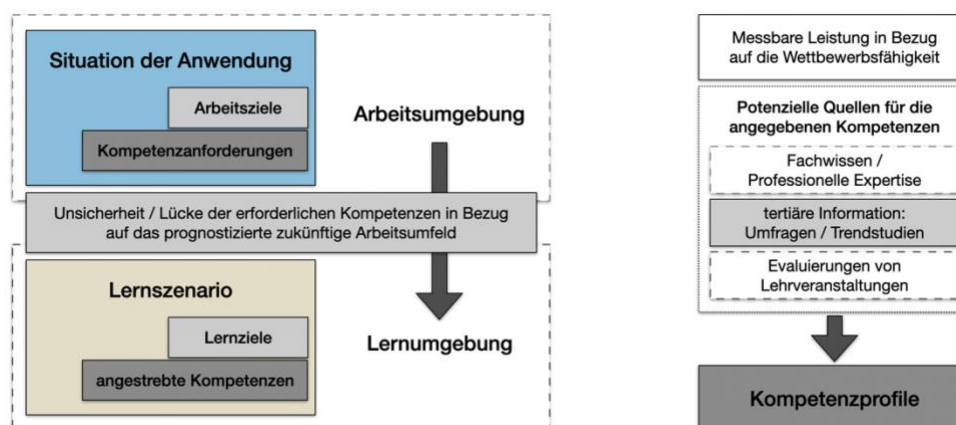 Situation der Anwendung
Arbeitsziele
Kompetenzanforderungen
Arbeitsumgebung
Unsicherheit / Lücke der erforderlichen Kompetenzen in Bezug
auf das prognostizierte zukünftige Arbeitsumfeld
Lernszenario
Lernziele
angestrebte Kompetenzen
Lernumgebung
Messbare Leistung in Bezug
auf die Wettbewerbsfähigkeit
Potenzielle Quellen für die
angegebenen Kompetenzen
Fachwissen /
Professionelle Expertise
tertiäre Information:
Umfragen / Trendstudien
Evaluierungen von
Lehrveranstaltungen
Kompetenzprofile